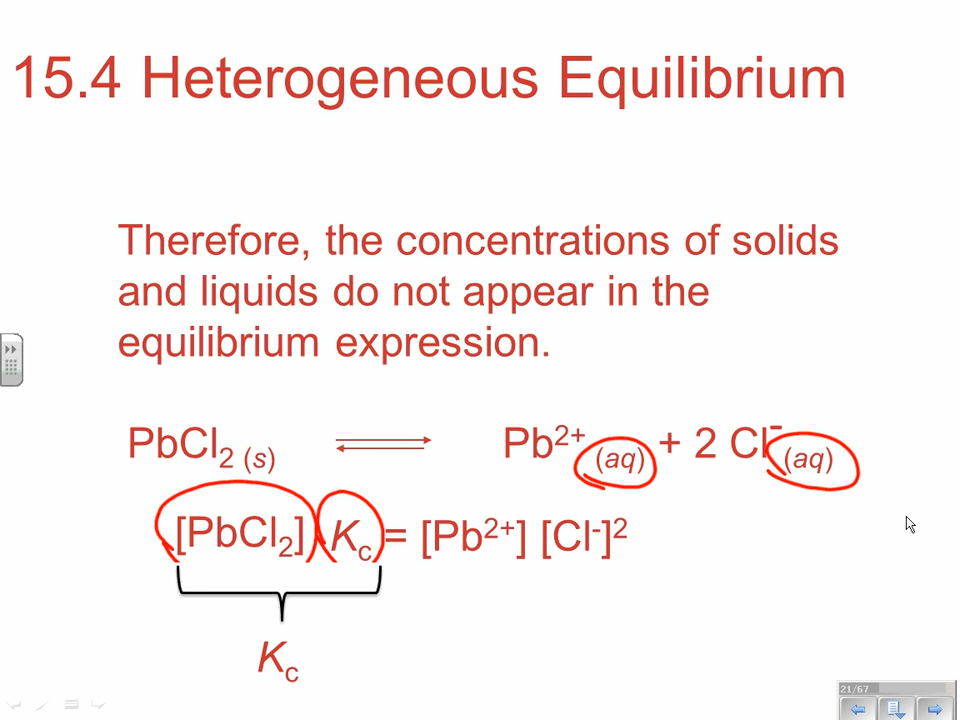 15.4 Heterogeneous Equilibrium
Therefore, the concentrations of solids
and liquids do not appear in the
equilibrium expression.
PbCl₂ (s) ⇌ Pb²⁺ (aq) + 2 Cl⁻ (aq)
[PbCl₂] Kc = [Pb²⁺] [Cl⁻]²
Kc
21/67